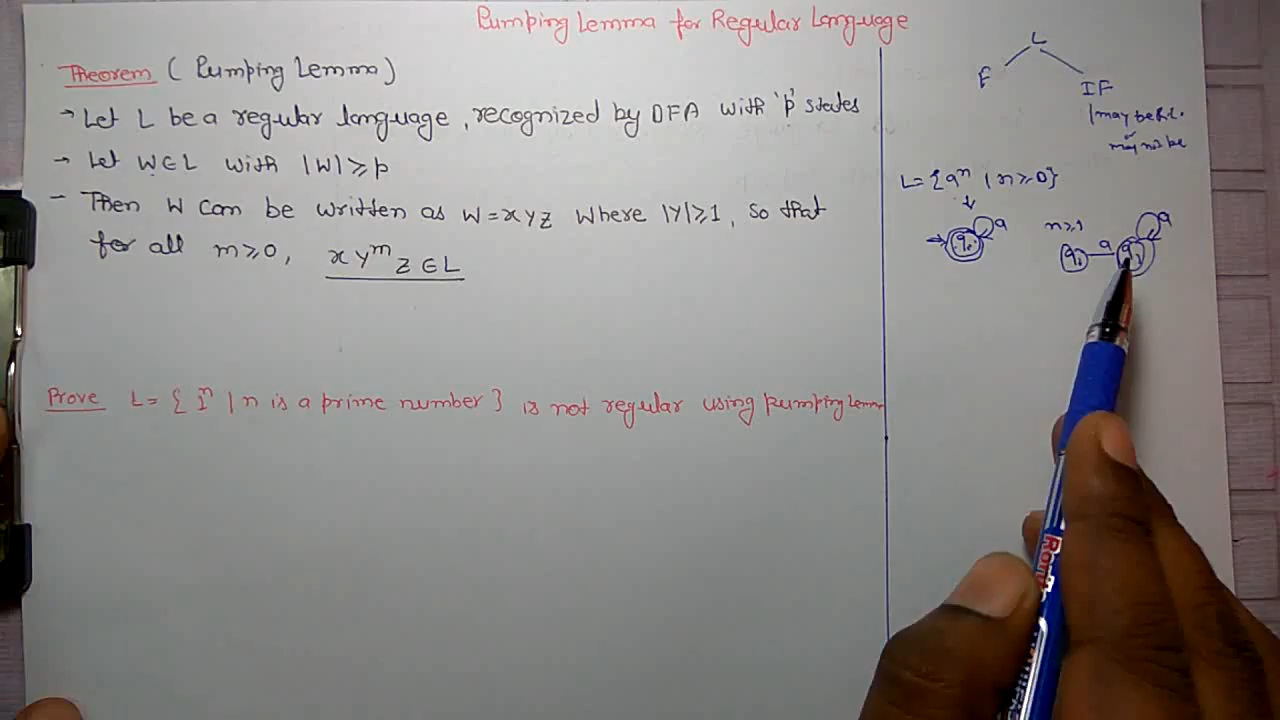 Pumping Lemma for Regular Language
Theorem (Pumping Lemma)
→ Let L be a regular language, recognized by DFA with 'p' states
→ Let W∈L with |W|≥p
- Then W can be written as W=xyz where |y|≥1, so that
for all m≥0, xy^m z∈L
Prove L={1^n | n is a prime number} is not regular using pumping lemma
L
F IF
may be R.L.
or
may not be
L={a^n | n≥0}
a
n≥1
a a